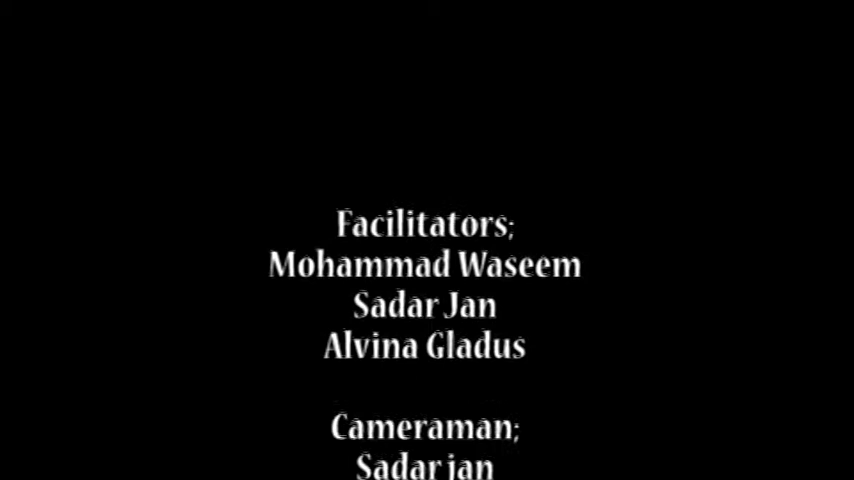 Facilitators;
Mohammad Waseem
Sadar Jan
Alvina Gladus
Cameraman;
Sadar jan